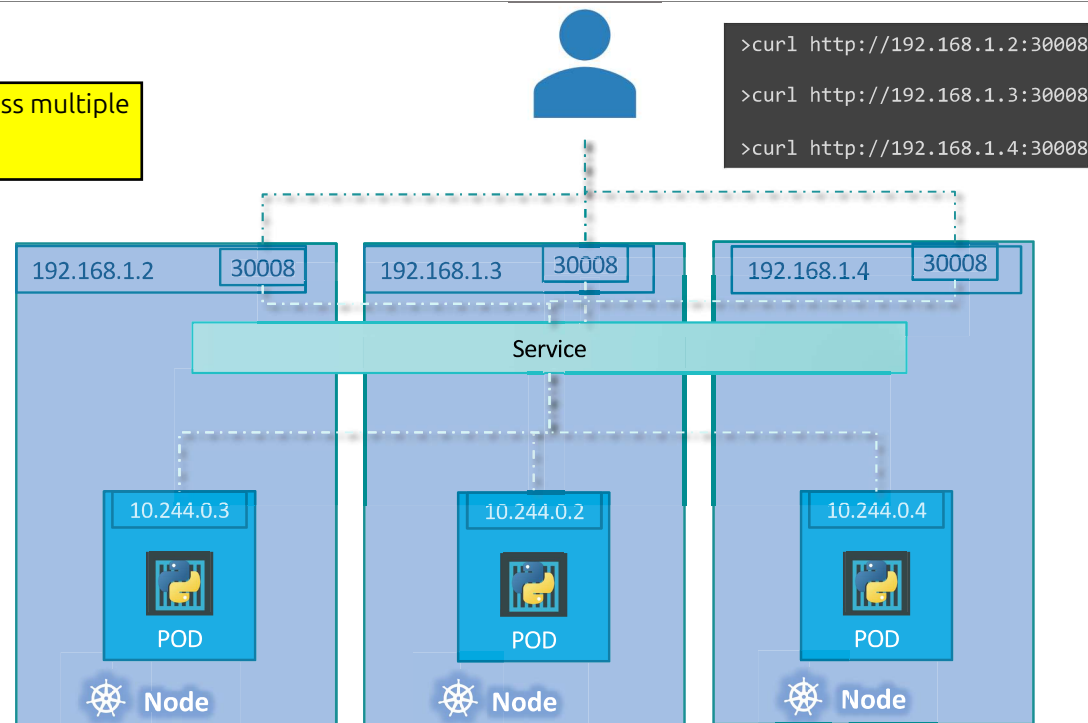 ss multiple
>curl http://192.168.1.2:30008
>curl http://192.168.1.3:30008
>curl http://192.168.1.4:30008
192.168.1.2
30008
192.168.1.3
30008
192.168.1.4
30008
Service
10.244.0.3
10.244.0.2
10.244.0.4
POD
POD
POD
Node
Node
Node